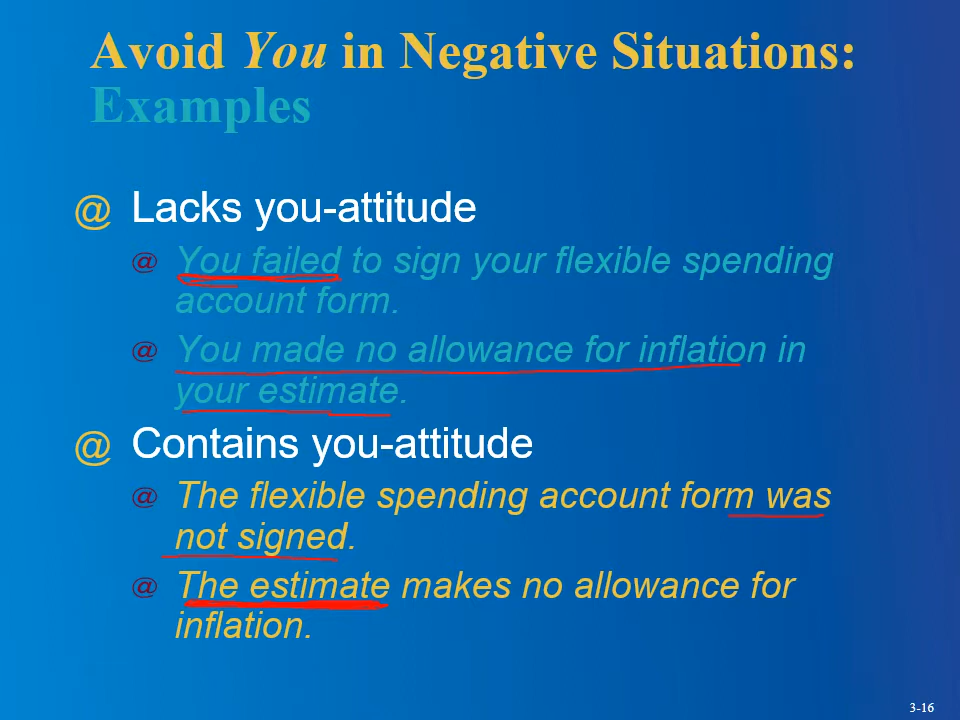 Avoid You in Negative Situations:
Examples
@ Lacks you-attitude
@ You failed to sign your flexible spending
account form.
@ You made no allowance for inflation in
your estimate.
@ Contains you-attitude
@ The flexible spending account form was
not signed.
@ The estimate makes no allowance for
inflation.
3-16